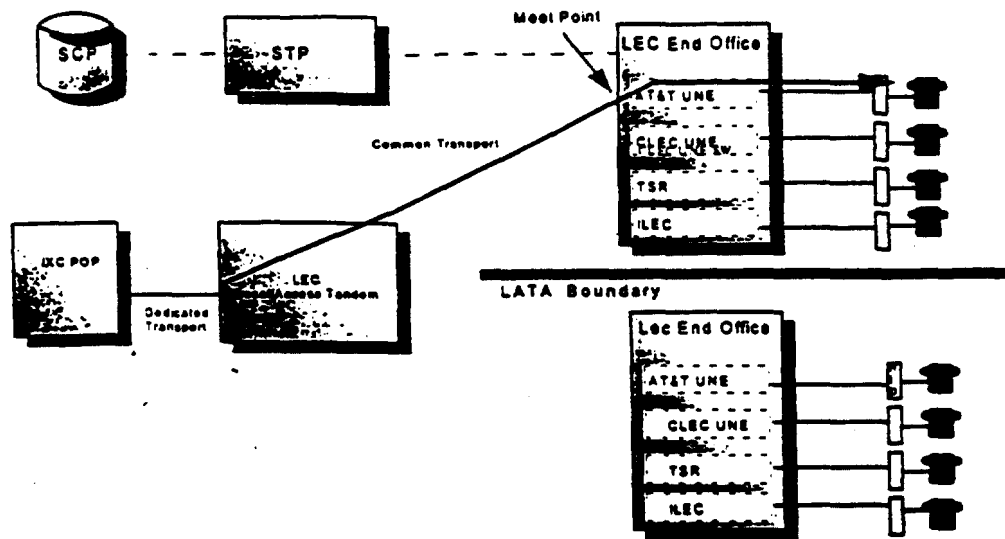 Meet Point
SCP
STP
LEC End Office
AT&T UNE
Common Transport
CLEC UNE
TSR
ILEC
IXC POP
LEC
Access Tandem
Dedicated
Transport
LATA Boundary
Lec End Office
AT&T UNE
CLEC UNE
TSR
ILEC